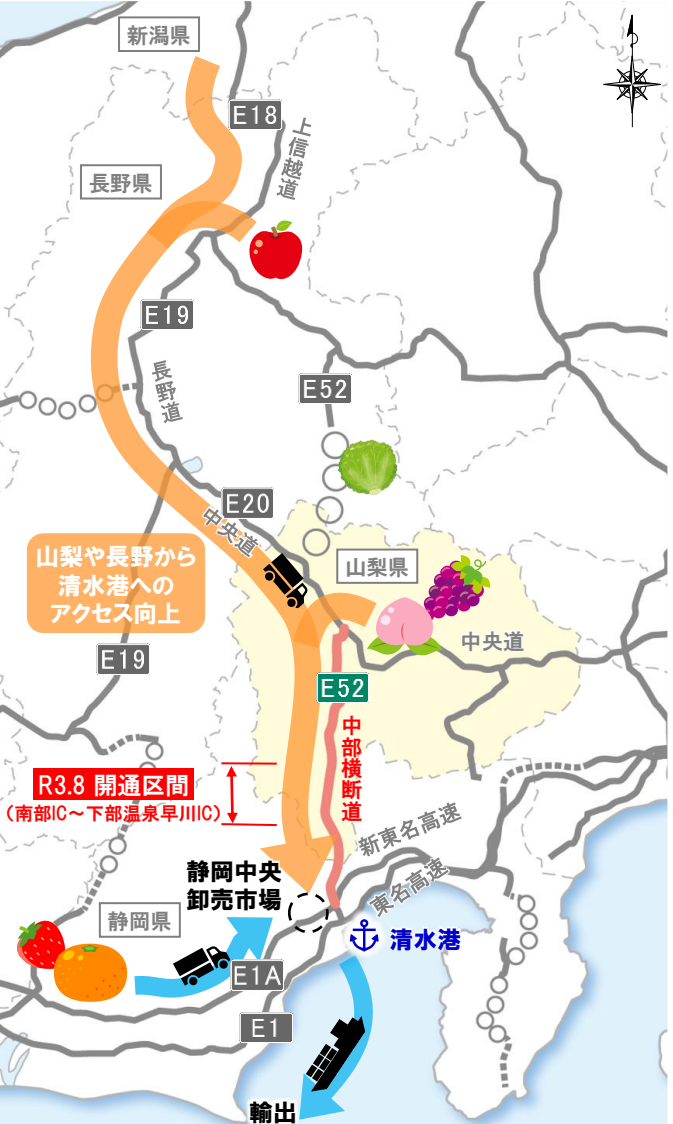 新潟県
E18
上信越道
長野県
E19
長野道
E52
E20
中央道
山梨や長野から
清水港への
アクセス向上
山梨県
中央道
E19
E52
中部横断道
R3.8 開通区間
（南部IC～下部温泉早川IC）
新東名高速
東名高速
静岡中央
卸売市場
静岡県
清水港
E1A
E1
輸出